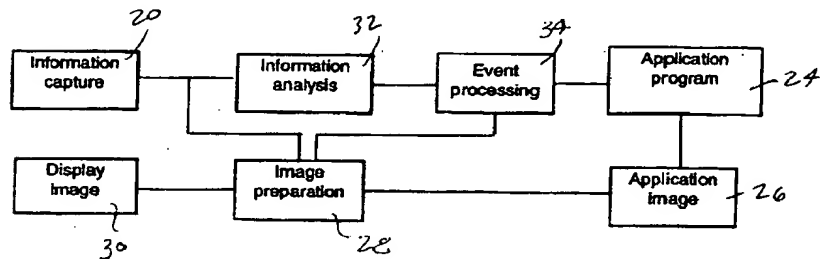 20
32
34
Information
capture
Information
analysis
Event
processing
Application
program
24
Display
image
Image
preparation
Application
image
26
30
28